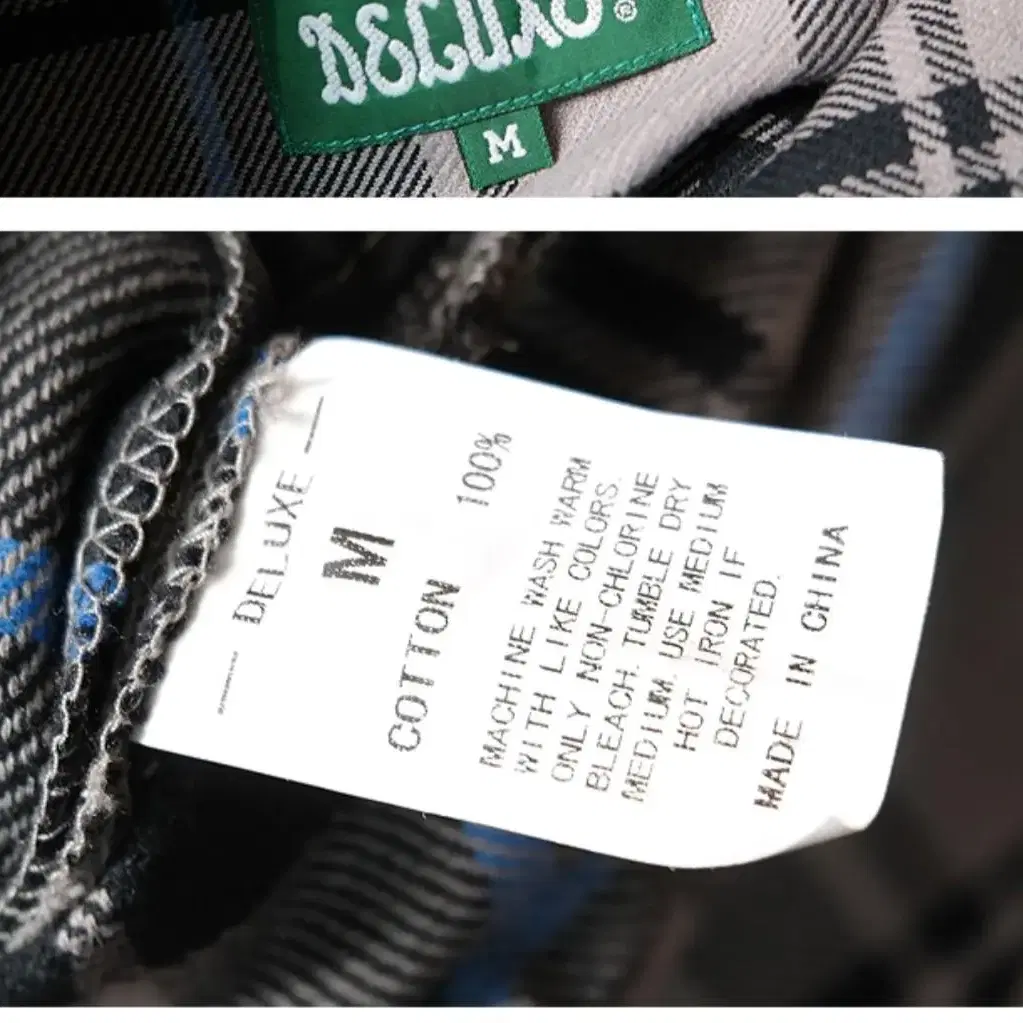 DELUXE®
M
DELUXE
M
COTTON 100%
MACHINE WASH WARM
WITH LIKE COLORS.
ONLY NON-CHLORINE
BLEACH. TUMBLE DRY
MEDIUM. USE MEDIUM
HOT IRON IF
DECORATED.
MADE IN CHINA